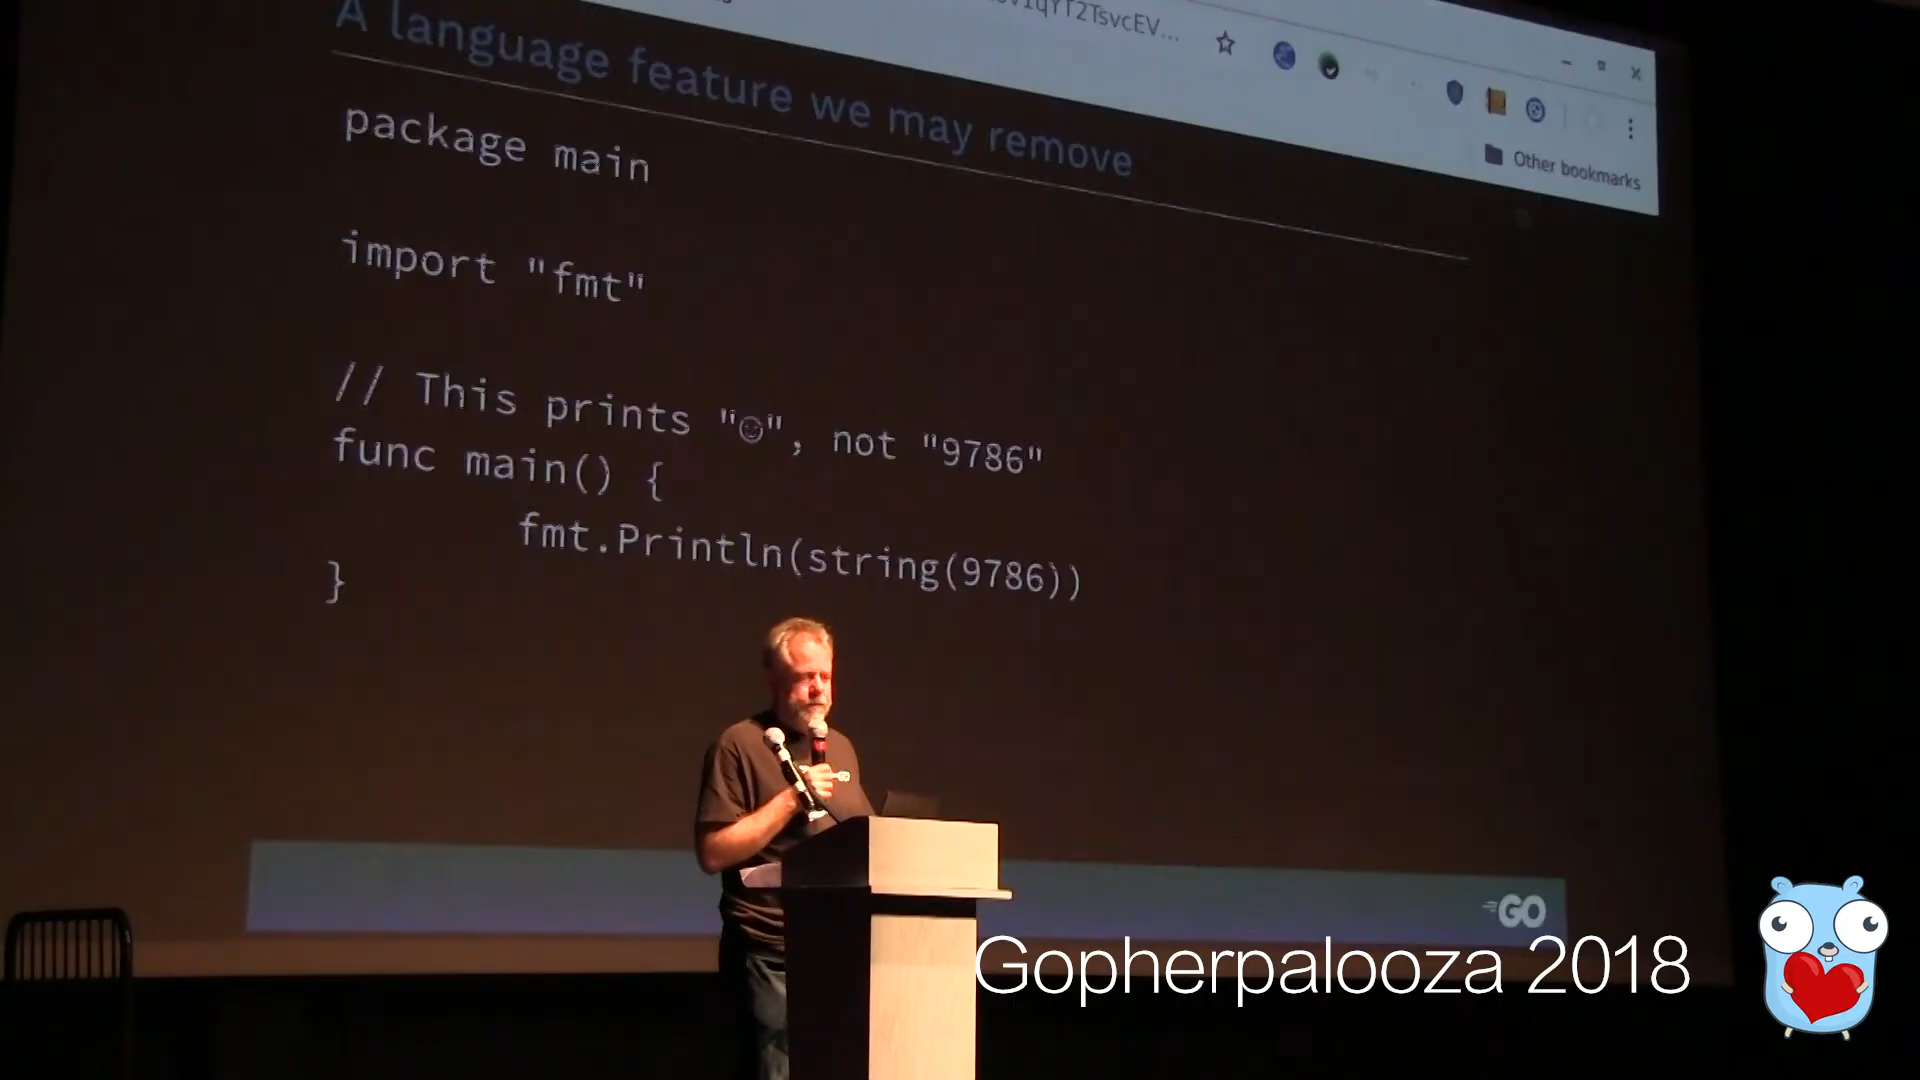 A language feature we may remove
Other bookmarks
package main
import "fmt"
// This prints "☺", not "9786"
func main() {
fmt.Println(string(9786))
}
GO
Gopherpalooza 2018